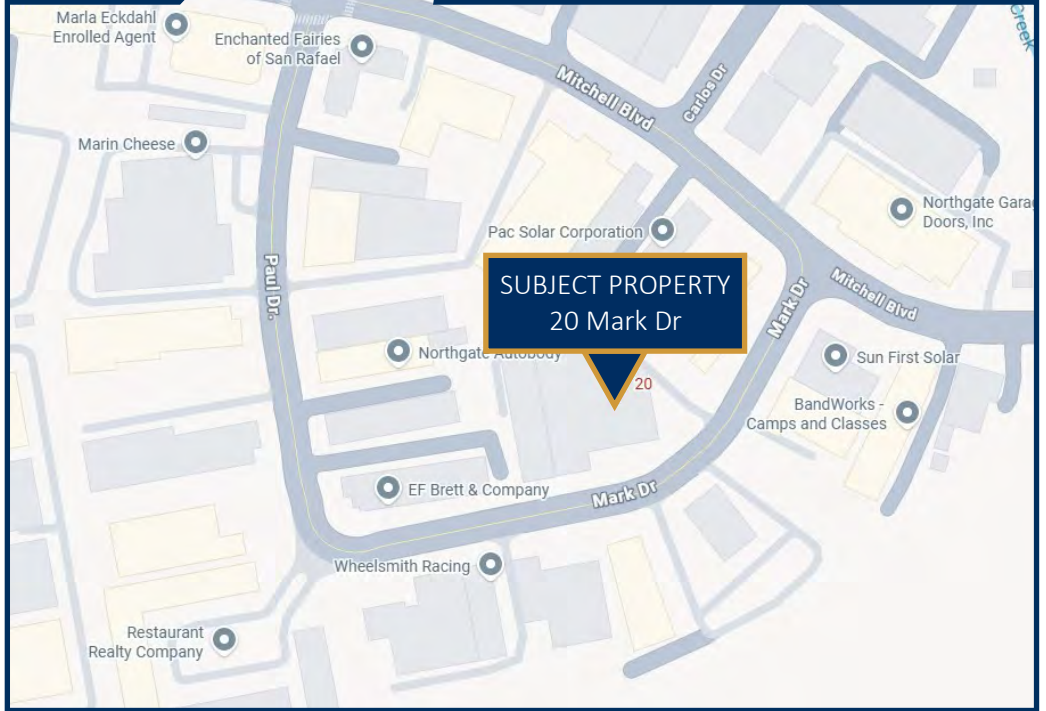 Marla Eckdahl
Enrolled Agent
Enchanted Fairies
of San Rafael
Creek
Mitchell Blvd
Carlos Dr
Marin Cheese
Northgate Gara
Doors, Inc
Pac Solar Corporation
Paul Dr.
SUBJECT PROPERTY
20 Mark Dr
Mark Dr
Mitchell Blvd
Northgate Autobody
Sun First Solar
20
BandWorks -
Camps and Classes
EF Brett & Company
Mark Dr
Wheelsmith Racing
Restaurant
Realty Company